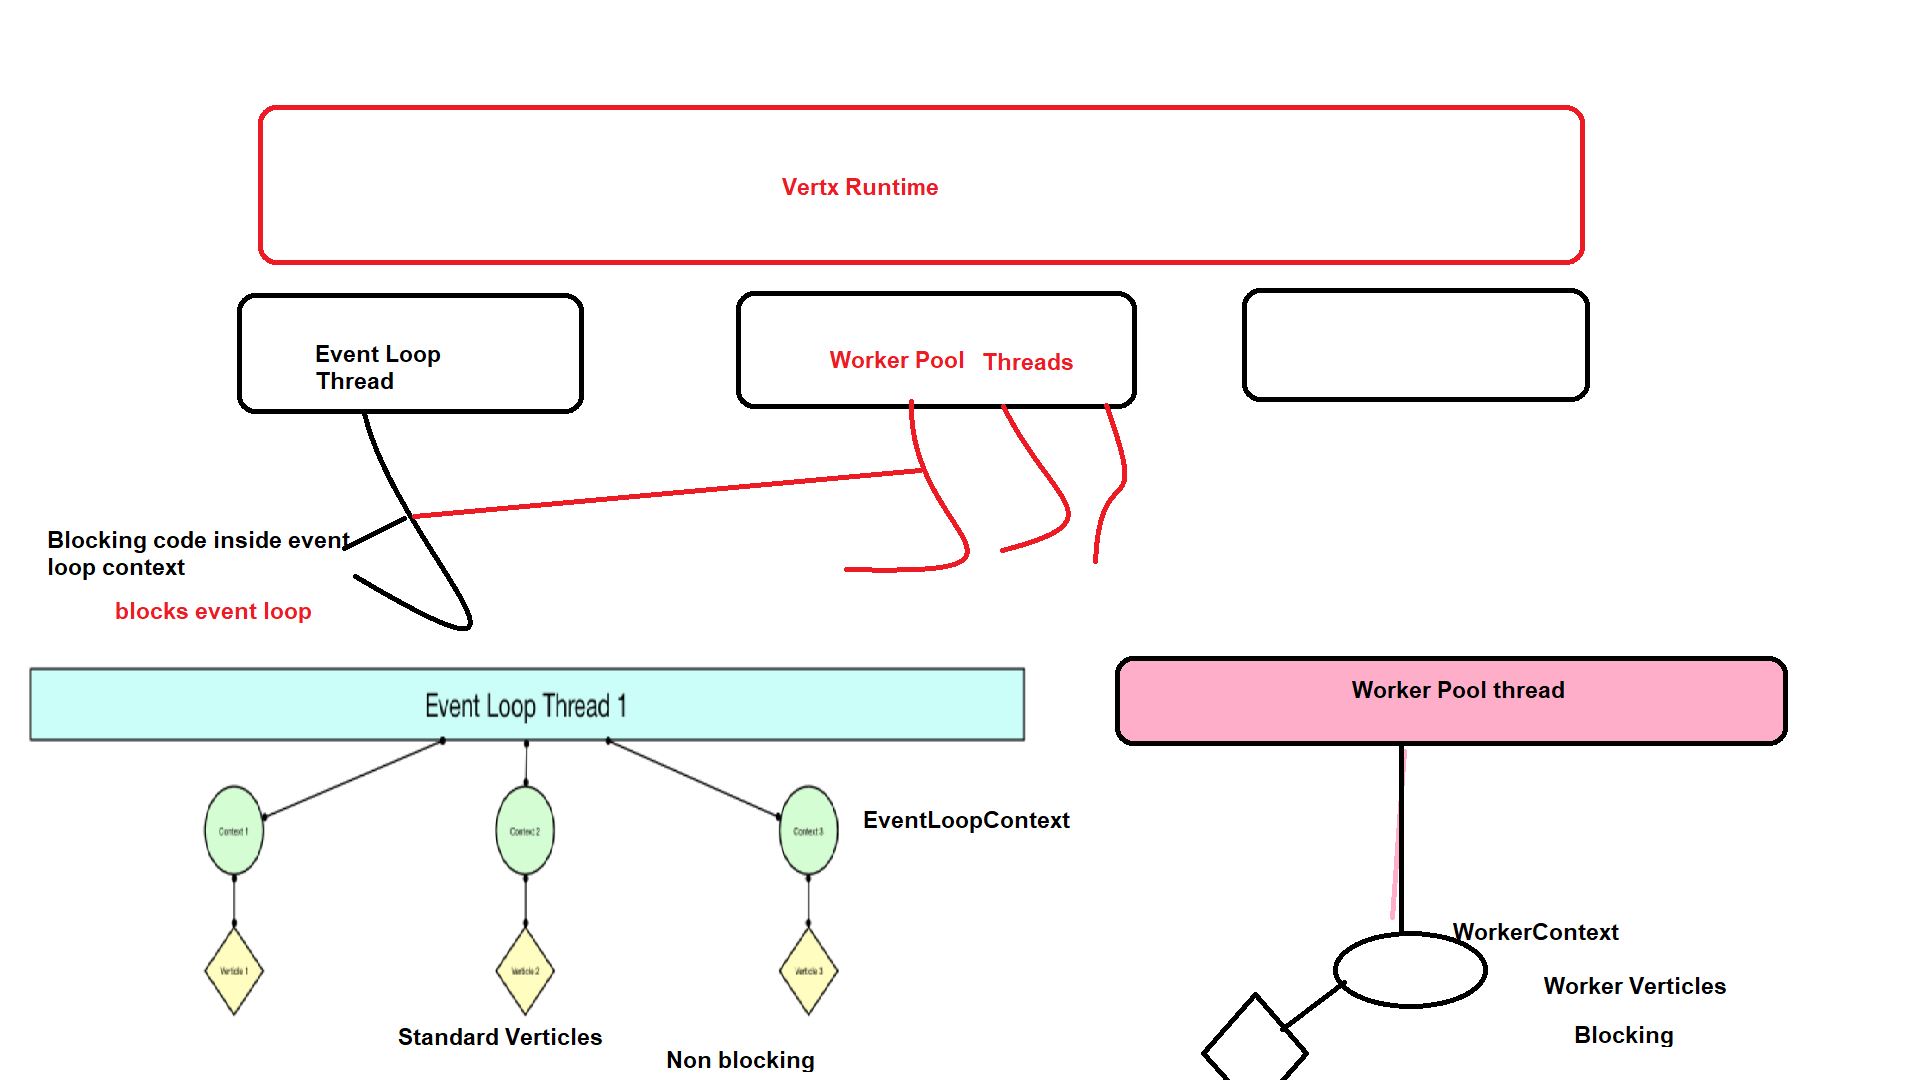 Vertx Runtime
Event Loop
Thread
Worker Pool Threads
Blocking code inside event
loop context
blocks event loop
Event Loop Thread 1
Worker Pool thread
Context 1
Context 2
Context 3
EventLoopContext
WorkerContext
Verticle 1
Verticle 2
Verticle 3
Worker Verticles
Standard Verticles
Blocking
Non blocking